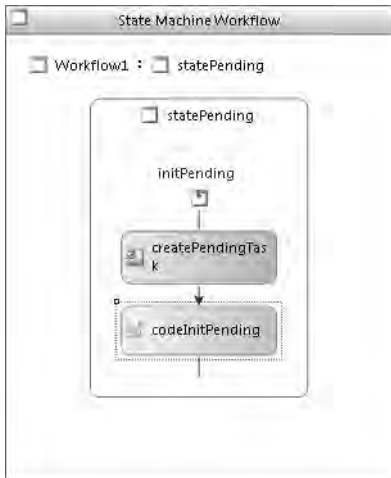 State Machine Workflow
Workflow1 : statePending
statePending
initPending
createPendingTas
k
codeInitPending